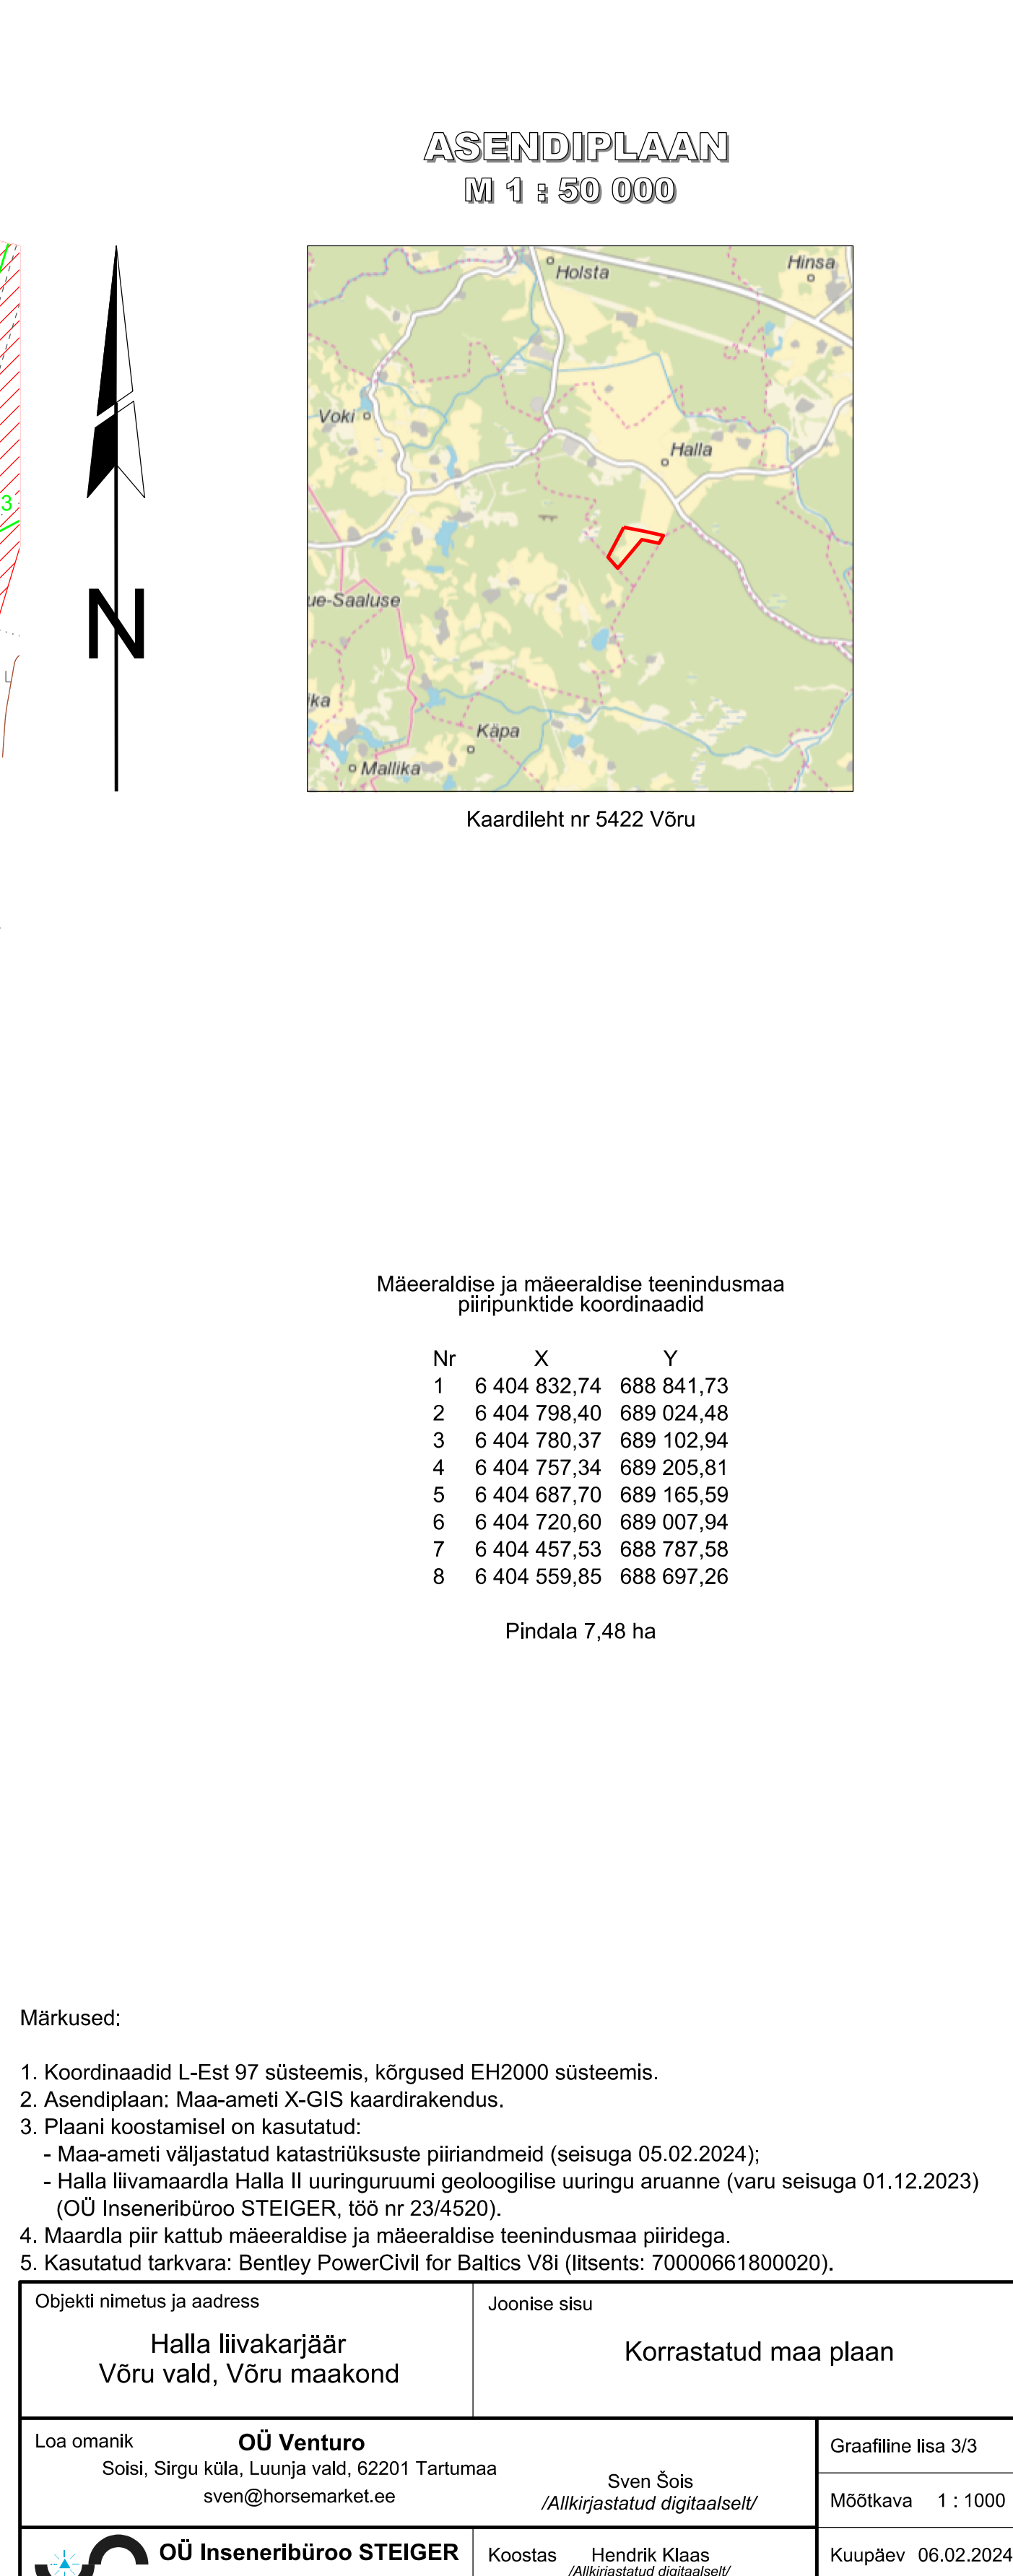 ASENDIPLAAN
M 1 : 50 000
Holsta
Hinsa
Voki
Halla
3
N
ue-Saaluse
L
ika
Käpa
Mallika
Kaardileht nr 5422 Võru
Mäeeraldise ja mäeeraldise teenindusmaa
piiripunktide koordinaadid
Nr X Y
1 6 404 832,74 688 841,73
2 6 404 798,40 689 024,48
3 6 404 780,37 689 102,94
4 6 404 757,34 689 205,81
5 6 404 687,70 689 165,59
6 6 404 720,60 689 007,94
7 6 404 457,53 688 787,58
8 6 404 559,85 688 697,26
Pindala 7,48 ha
Märkused:
1. Koordinaadid L-Est 97 süsteemis, kõrgused EH2000 süsteemis.
2. Asendiplaan: Maa-ameti X-GIS kaardirakendus.
3. Plaani koostamisel on kasutatud:
- Maa-ameti väljastatud katastriüksuste piiriandmeid (seisuga 05.02.2024);
- Halla liivamaardla Halla II uuringuruumi geoloogilise uuringu aruanne (varu seisuga 01.12.2023)
(OÜ Inseneribüroo STEIGER, töö nr 23/4520).
4. Maardla piir kattub mäeeraldise ja mäeeraldise teenindusmaa piiridega.
5. Kasutatud tarkvara: Bentley PowerCivil for Baltics V8i (litsents: 70000661800020).
Objekti nimetus ja aadress
Halla liivakarjäär
Võru vald, Võru maakond
Joonise sisu
Korrastatud maa plaan
Loa omanik OÜ Venturo
Soisi, Sirgu küla, Luunja vald, 62201 Tartumaa
sven@horsemarket.ee
Sven Šois
/Allkirjastatud digitaalselt/
Graafiline lisa 3/3
Mõõtkava 1 : 1000
OÜ Inseneribüroo STEIGER
Koostas Hendrik Klaas
/Allkirjastatud digitaalselt/
Kuupäev 06.02.2024